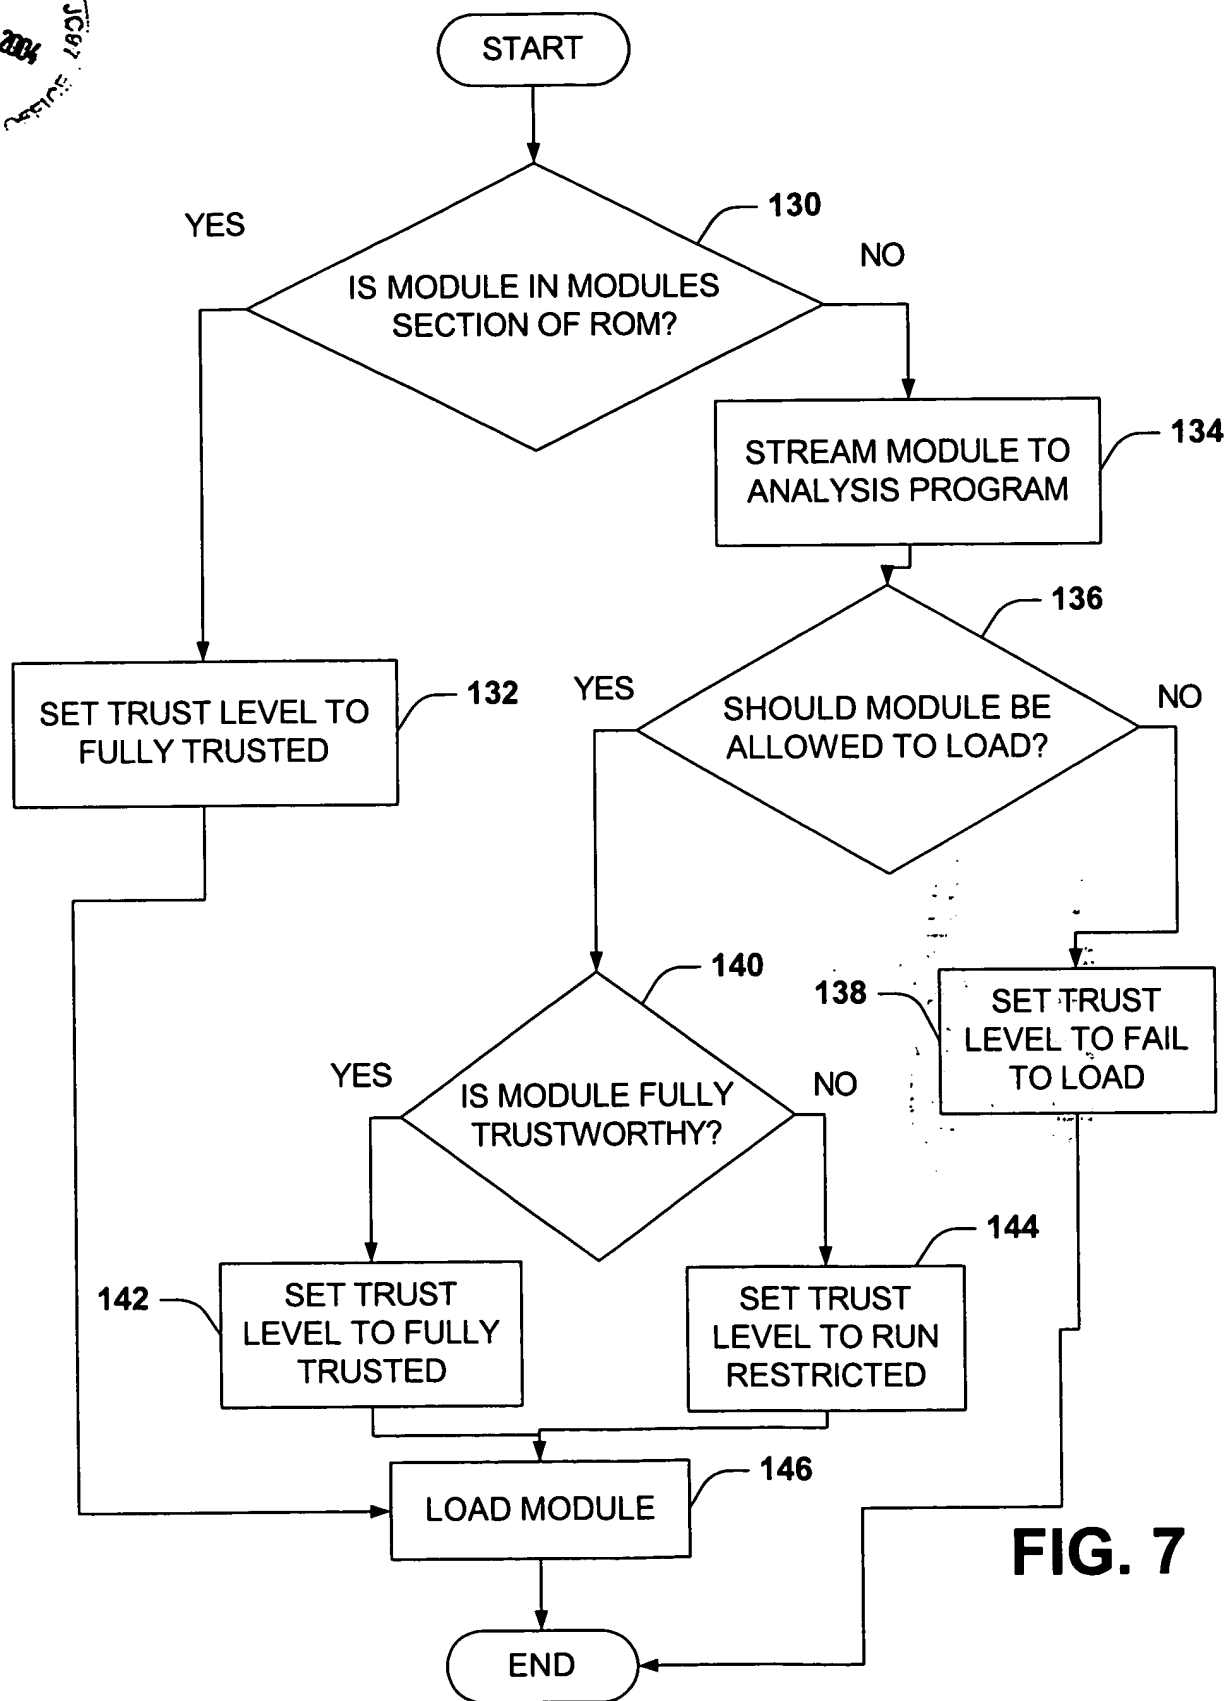 2004
START
YES
130
NO
IS MODULE IN MODULES
SECTION OF ROM?
134
STREAM MODULE TO
ANALYSIS PROGRAM
136
132
YES
NO
SET TRUST LEVEL TO
FULLY TRUSTED
SHOULD MODULE BE
ALLOWED TO LOAD?
140
138
SET TRUST
LEVEL TO FAIL
TO LOAD
YES
NO
IS MODULE FULLY
TRUSTWORTHY?
144
142
SET TRUST
LEVEL TO FULLY
TRUSTED
SET TRUST
LEVEL TO RUN
RESTRICTED
146
LOAD MODULE
FIG. 7
END